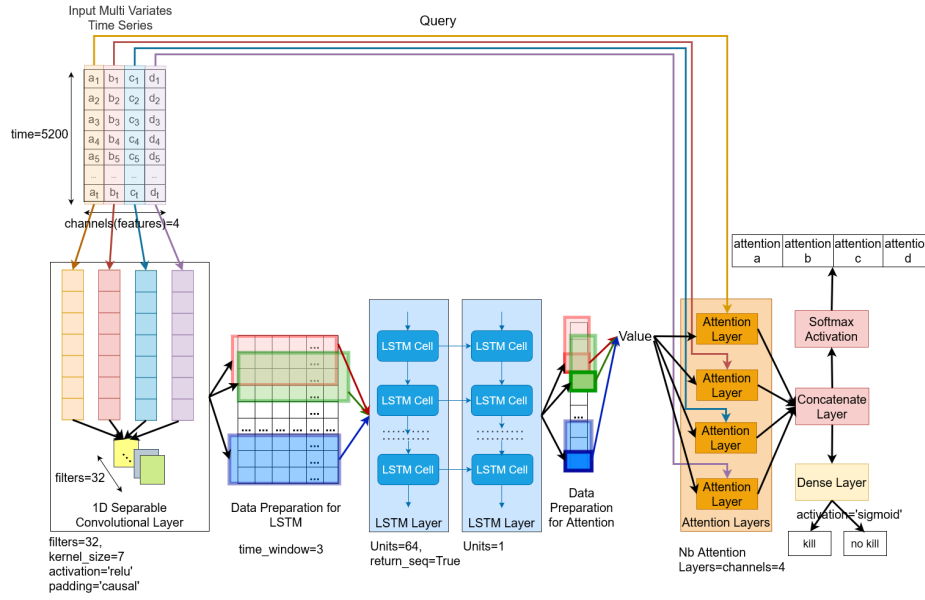 Input Multi Variates
Time Series
Query
a1 b1 c1 d1
a2 b2 c2 d2
a3 b3 c3 d3
a4 b4 c4 d4
a5 b5 c5 d5
... ... ... ...
at bt ct dt
time=5200
channels(features)=4
filters=32
1D Separable
Convolutional Layer
filters=32,
kernel_size=7
activation='relu'
padding='causal'
...
...
...
...
... ... ... ... ...
...
...
Data Preparation for
LSTM
time_window=3
LSTM Cell
LSTM Cell
LSTM Cell
LSTM Layer
Units=64,
return_seq=True
LSTM Cell
LSTM Cell
LSTM Cell
LSTM Layer
Units=1
...
Data
Preparation
for Attention
Value
Attention
Layer
Attention
Layer
Attention
Layer
Attention
Layer
Attention Layers
Nb Attention
Layers=channels=4
attention
a
attention
b
attention
c
attention
d
Softmax
Activation
Concatenate
Layer
Dense Layer
activation='sigmoid'
kill
no kill